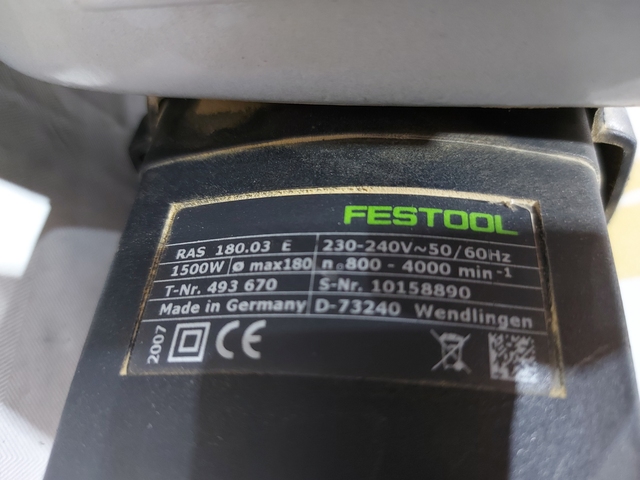 FESTOOL
RAS 180.03 E 230-240V~50/60Hz
1500W ø max180 n₀800 - 4000 min⁻¹
T-Nr. 493 670 S-Nr. 10158890
Made in Germany D-73240 Wendlingen
2007 CE